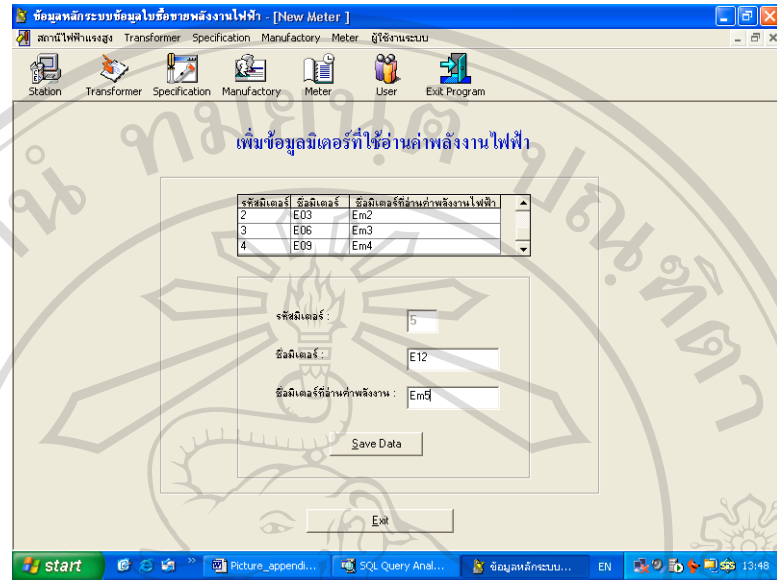 ข้อมูลหลักระบบข้อมูลใบซื้อขายพลังงานไฟฟ้า - [New Meter ]
สถานีไฟฟ้าแรงสูง Transformer Specification Manufactory Meter ผู้ใช้งานระบบ
Station Transformer Specification Manufactory Meter User Exit Program
เพิ่มข้อมูลมิเตอร์ที่ใช้อ่านค่าพลังงานไฟฟ้า
รหัสมิเตอร์ ชื่อมิเตอร์ ชื่อมิเตอร์ที่อ่านค่าพลังงานไฟฟ้า
2 E03 Em2
3 E06 Em3
4 E09 Em4
รหัสมิเตอร์ : 5
ชื่อมิเตอร์ : E12
ชื่อมิเตอร์ที่อ่านค่าพลังงาน : Em5
Save Data
Exit
start Picture_appendi... SQL Query Anal... ข้อมูลหลักระบบ... EN 13:48